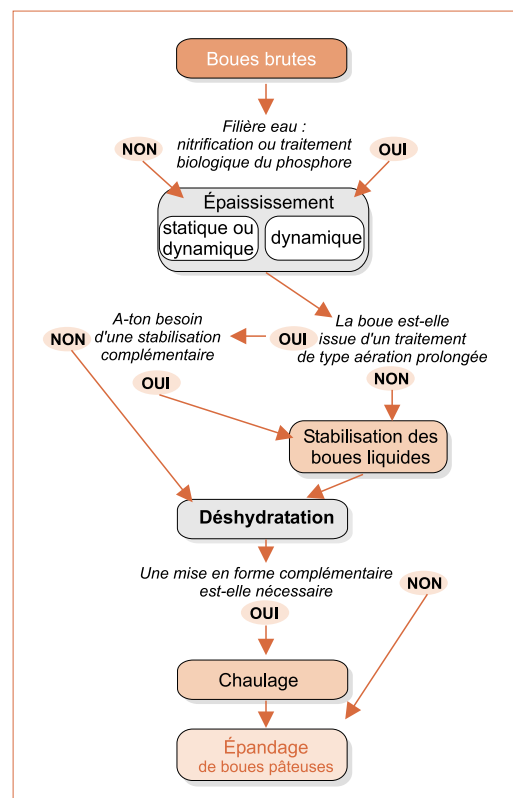 Boues brutes
Filière eau :
nitrification ou traitement
biologique du phosphore
NON
OUI
Épaississement
statique ou
dynamique
dynamique
A-ton besoin
d'une stabilisation
complémentaire
NON
OUI
La boue est-elle
issue d'un traitement
de type aération prolongée
OUI
NON
Stabilisation des
boues liquides
Déshydratation
Une mise en forme complémentaire
est-elle nécessaire
NON
OUI
Chaulage
Épandage
de boues pâteuses